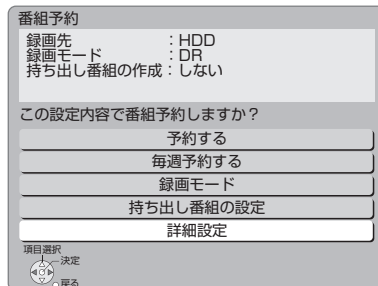 番組予約
録画先　　　　　：HDD
録画モード　　　：DR
持ち出し番組の作成：しない
この設定内容で番組予約しますか？
予約する
毎週予約する
録画モード
持ち出し番組の設定
詳細設定
項目選択
決定
戻る